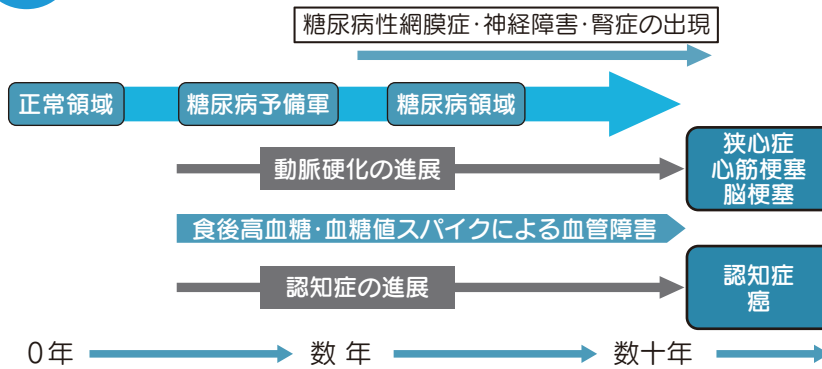 糖尿病性網膜症・神経障害・腎症の出現
正常領域
糖尿病予備軍
糖尿病領域
動脈硬化の進展
狭心症
心筋梗塞
脳梗塞
食後高血糖・血糖値スパイクによる血管障害
認知症の進展
認知症
癌
0年
数年
数十年